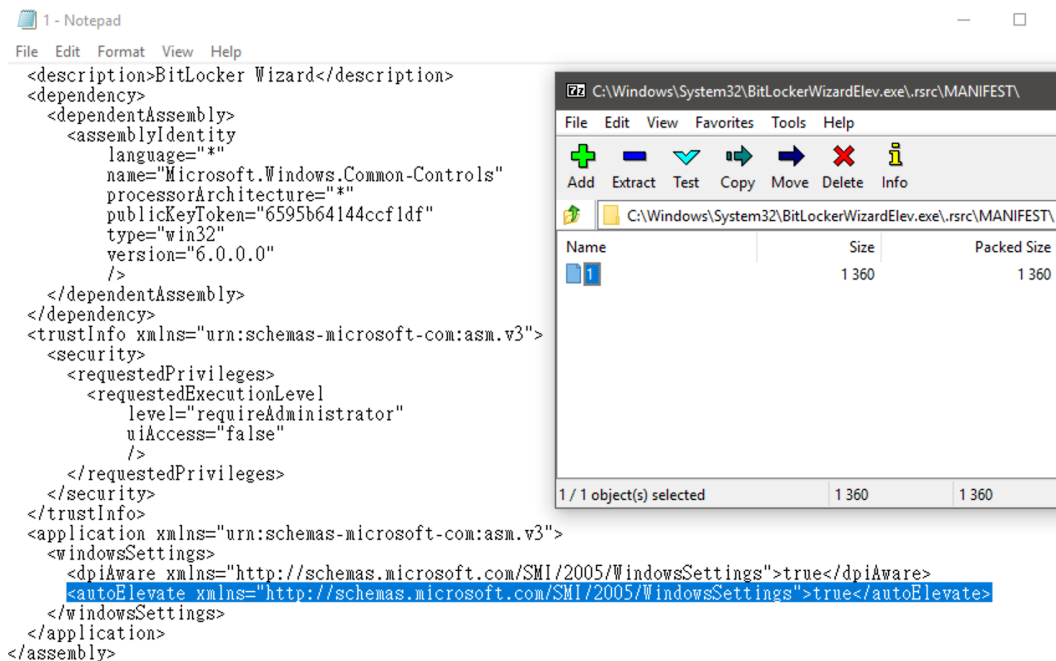 1 - Notepad
File Edit Format View Help
<description>BitLocker Wizard</description>
<dependency>
<dependentAssembly>
<assemblyIdentity
language="*"
name="Microsoft.Windows.Common-Controls"
processorArchitecture="*"
publicKeyToken="6595b64144ccf1df"
type="win32"
version="6.0.0.0"
/>
</dependentAssembly>
</dependency>
<trustInfo xmlns="urn:schemas-microsoft-com:asm.v3">
<security>
<requestedPrivileges>
<requestedExecutionLevel
level="requireAdministrator"
uiAccess="false"
/>
</requestedPrivileges>
</security>
</trustInfo>
<application xmlns="urn:schemas-microsoft-com:asm.v3">
<windowsSettings>
<dpiAware xmlns="http://schemas.microsoft.com/SMI/2005/WindowsSettings">true</dpiAware>
<autoElevate xmlns="http://schemas.microsoft.com/SMI/2005/WindowsSettings">true</autoElevate>
</windowsSettings>
</application>
</assembly>
7z C:\Windows\System32\BitLockerWizardElev.exe\.rsrc\MANIFEST\
File Edit View Favorites Tools Help
Add Extract Test Copy Move Delete Info
C:\Windows\System32\BitLockerWizardElev.exe\.rsrc\MANIFEST\
Name Size Packed Size
1 1 360 1 360
1 / 1 object(s) selected 1 360 1 360